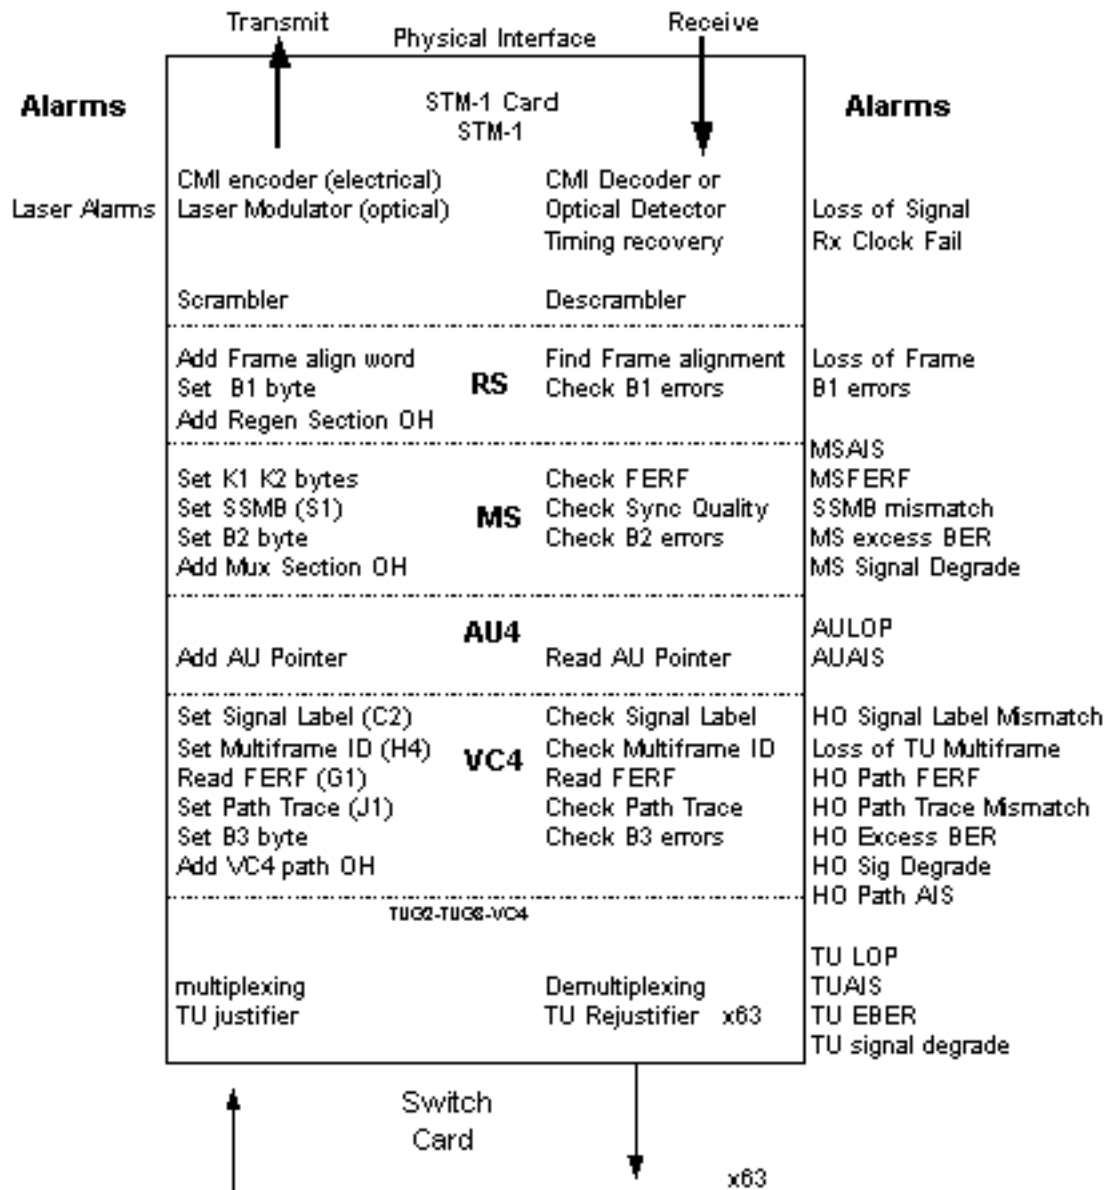 Transmit Receive
Physical Interface
Alarms Alarms
STM-1 Card
STM-1
CMI encoder (electrical) CMI Decoder or
Laser Alarms Laser Modulator (optical) Optical Detector Loss of Signal
Timing recovery Rx Clock Fail
Scrambler Descrambler
Add Frame align word Find Frame alignment Loss of Frame
Set B1 byte RS Check B1 errors B1 errors
Add Regen Section OH
MSAIS
Set K1 K2 bytes Check FERF MSFERF
Set SSMB (S1) MS Check Sync Quality SSMB mismatch
Set B2 byte Check B2 errors MS excess BER
Add Mux Section OH MS Signal Degrade
AU4 AULOP
Add AU Pointer Read AU Pointer AUAIS
Set Signal Label (C2) Check Signal Label HO Signal Label Mismatch
Set Multiframe ID (H4) VC4 Check Multiframe ID Loss of TU Multiframe
Read FERF (G1) Read FERF HO Path FERF
Set Path Trace (J1) Check Path Trace HO Path Trace Mismatch
Set B3 byte Check B3 errors HO Excess BER
Add VC4 path OH HO Sig Degrade
HO Path AIS
TUG2-TUG3-VC4
TU LOP
multiplexing Demultiplexing TUAIS
TU justifier TU Rejustifier x63 TU EBER
TU signal degrade
Switch
Card
x63